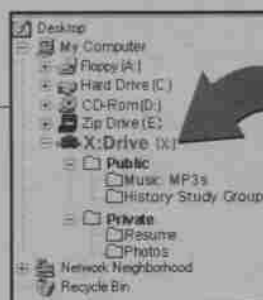 Desktop
My Computer
Floppy (A:)
Hard Drive (C:)
CD-Rom (D:)
Zip Drive (E:)
X:Drive (X:)
Public
Music MP3s
History Study Group
Private
Resume
Photos
Network Neighborhood
Recycle Bin